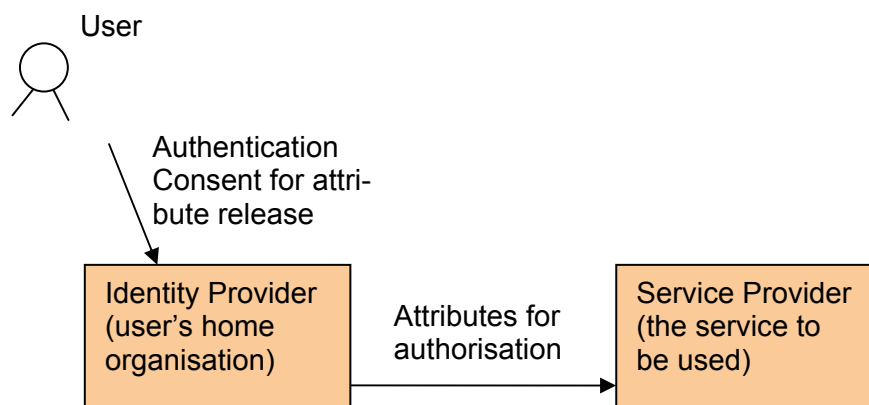 User
Authentication
Consent for attri-
bute release
Identity Provider
(user's home
organisation)
Attributes for
authorisation
Service Provider
(the service to
be used)